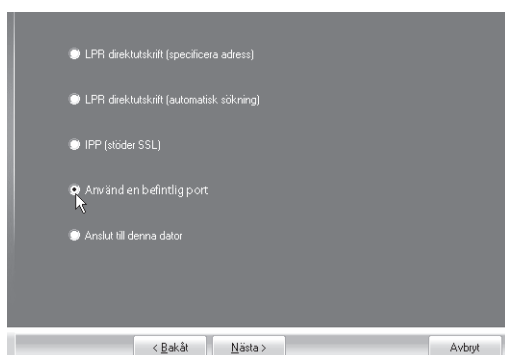 LPR direktutskrift (specificera adress)
LPR direktutskrift (automatisk sökning)
IPP (stöder SSL)
Använd en befintlig port
Anslut till denna dator
< Bakåt Nästa > Avbryt